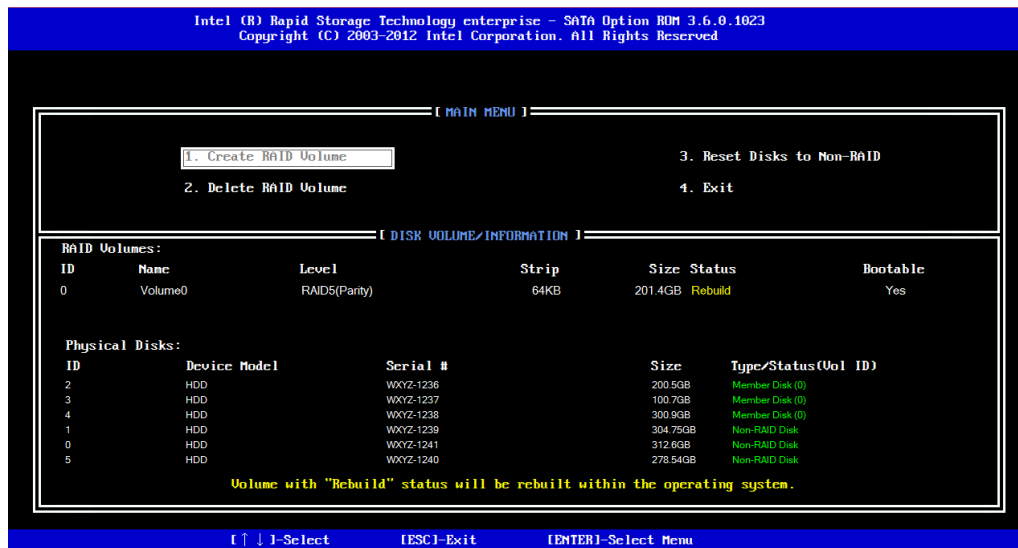 Intel (R) Rapid Storage Technology enterprise - SATA Option ROM 3.6.0.1023
Copyright (C) 2003-2012 Intel Corporation. All Rights Reserved
[ MAIN MENU ]
1. Create RAID Volume 3. Reset Disks to Non-RAID
2. Delete RAID Volume 4. Exit
[ DISK VOLUME/INFORMATION ]
RAID Volumes:
ID Name Level Strip Size Status Bootable
0 Volume0 RAID5(Parity) 64KB 201.4GB Rebuild Yes
Physical Disks:
ID Device Model Serial # Size Type/Status(Vol ID)
2 HDD WXYZ-1236 200.5GB Member Disk (0)
3 HDD WXYZ-1237 100.7GB Member Disk (0)
4 HDD WXYZ-1238 300.9GB Member Disk (0)
1 HDD WXYZ-1239 304.75GB Non-RAID Disk
0 HDD WXYZ-1241 312.6GB Non-RAID Disk
5 HDD WXYZ-1240 278.54GB Non-RAID Disk
Volume with "Rebuild" status will be rebuilt within the operating system.
[↑↓]-Select [ESC]-Exit [ENTER]-Select Menu